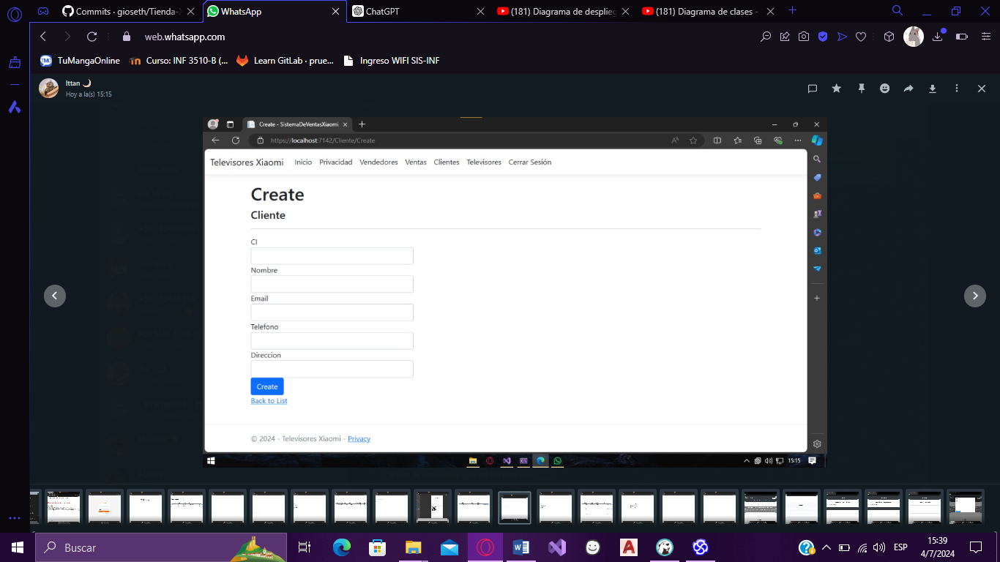 Commits · gioseth/Tienda-X
WhatsApp
ChatGPT
(181) Diagrama de desplieg
(181) Diagrama de clases -
web.whatsapp.com
TuMangaOnline
Curso: INF 3510-B (...
Learn GitLab · prue...
Ingreso WIFI SIS-INF
Ittan 🌙
Hoy a la(s) 15:15
Create - SistemaDeVentasXiaomi
https://localhost:7142/Cliente/Create
Televisores Xiaomi Inicio Privacidad Vendedores Ventas Clientes Televisores Cerrar Sesión
Create
Cliente
CI
Nombre
Email
Telefono
Direccion
Create
Back to List
© 2024 - Televisores Xiaomi - Privacy
15:15
Buscar
ESP
15:39
4/7/2024